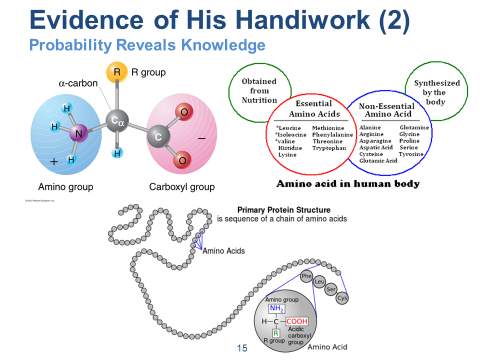 Evidence of His Handiwork (2)
Probability Reveals Knowledge
R R group
α-carbon
H
H
N
H
+
Cα
H
C
O
O
−
Amino group
Carboxyl group
Obtained
from
Nutrition
Synthesized
by the
body
Essential
Amino Acids
*Leucine Methionine
*Isoleucine Phenylalanine
*valine Threonine
Histidine Tryptophan
Lysine
Non-Essential
Amino Acids
Alanine Glutamine
Arginine Glycine
Asparagine Proline
Aspatic Acid Serine
Cysteine Tyrosine
Glutamic Acid
Amino acid in human body
Primary Protein Structure
is sequence of a chain of amino acids
Amino Acids
Phe
Leu
Ser
Cys
Amino group
NH2
H C COOH
R
Acidic
carboxyl
group
R group
Amino Acid
15